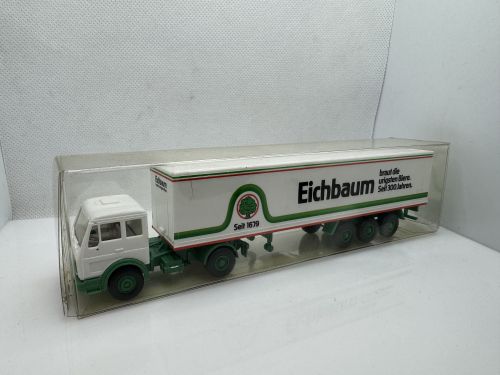 Eichbaum
braut die
urigsten Biere.
Seit 300 Jahren.
Seit 1679